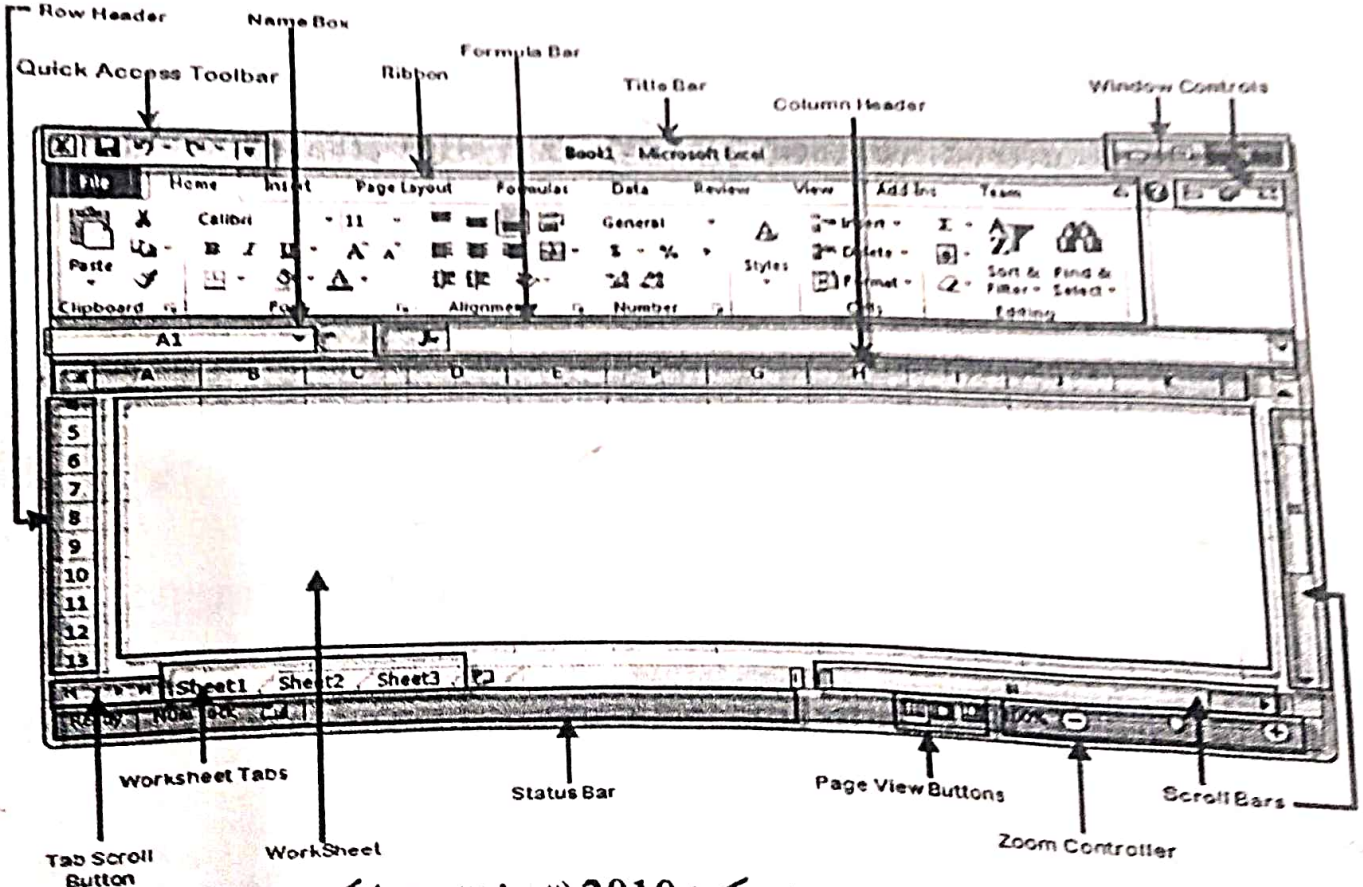 Row Header
Name Box
Formula Bar
Quick Access Toolbar
Ribbon
Title Bar
Window Controls
Column Header
Book1 - Microsoft Excel
File Home Insert Page Layout Formulas Data Review View Add Ins Team
Calibri 11 General Insert Σ
B I U A A $ % Delete
Paste Styles Format Sort & Filter Find & Select
Clipboard Font Alignment Number Cells Editing
A1
A B C D E F G H I J K
5
6
7
8
9
10
11
12
13
Sheet1 Sheet2 Sheet3
Ready Num Lock 100%
Worksheet Tabs
Status Bar
Page View Buttons
Scroll Bars
Zoom Controller
Tab Scroll Button
WorkSheet
2010